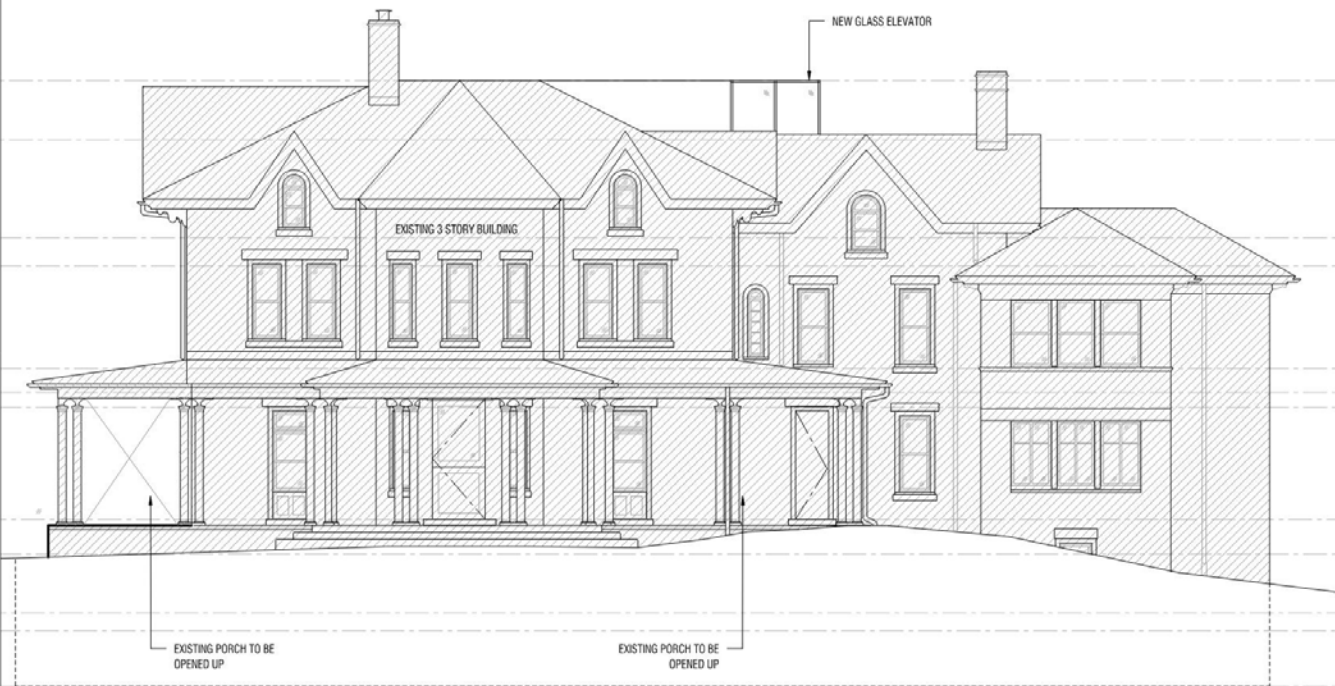 NEW GLASS ELEVATOR
EXISTING 3 STORY BUILDING
EXISTING PORCH TO BE
OPENED UP
EXISTING PORCH TO BE
OPENED UP